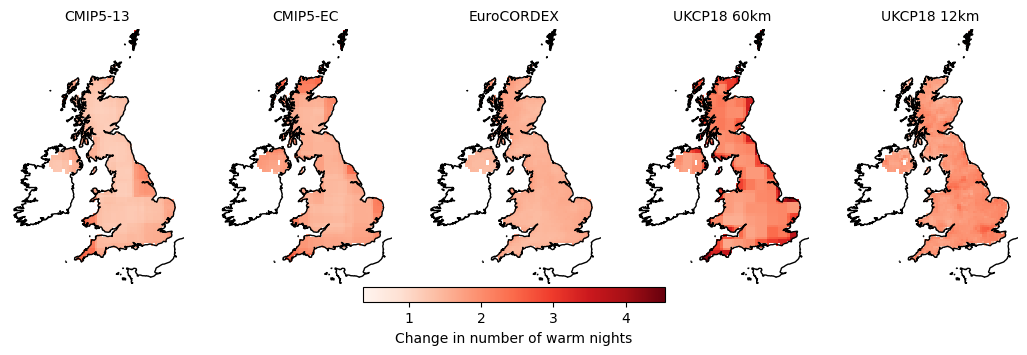 CMIP5-13 CMIP5-EC EuroCORDEX UKCP18 60km UKCP18 12km
1 2 3 4
Change in number of warm nights